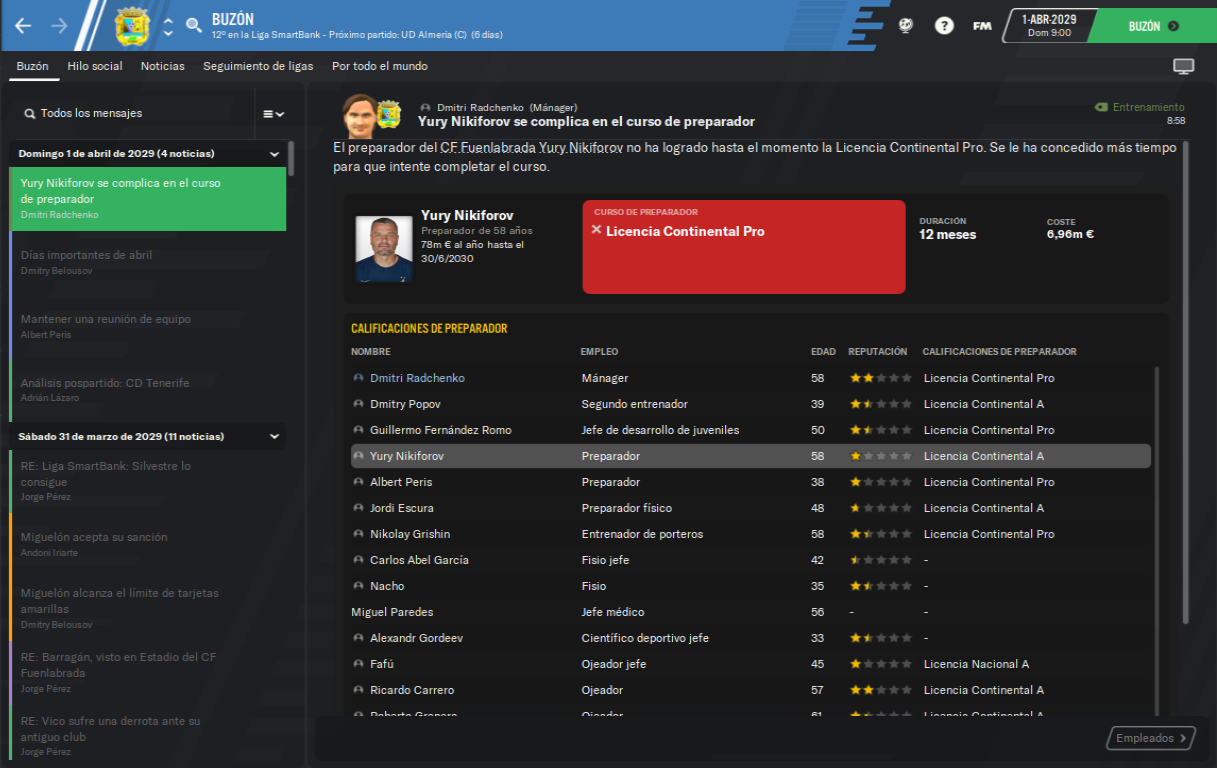 BUZÓN
12º en la Liga SmartBank - Próximo partido: UD Almería (C) (6 días)
?
FM
1-ABR-2029
Dom 9:00
BUZÓN
Buzón Hilo social Noticias Seguimiento de ligas Por todo el mundo
Todos los mensajes
Domingo 1 de abril de 2029 (4 noticias)
Yury Nikiforov se complica en el curso
de preparador
Dmitri Radchenko
Días importantes de abril
Dmitry Belousov
Mantener una reunión de equipo
Albert Peris
Análisis pospartido: CD Tenerife
Adrián Lázaro
Sábado 31 de marzo de 2029 (11 noticias)
RE: Liga SmartBank: Silvestre lo
consigue
Jorge Pérez
Miguelón acepta su sanción
Andoni Iriarte
Miguelón alcanza el límite de tarjetas
amarillas
Dmitry Belousov
RE: Barragán, visto en Estadio del CF
Fuenlabrada
Jorge Pérez
RE: Vico sufre una derrota ante su
antiguo club
Jorge Pérez
Dmitri Radchenko (Mánager)
Yury Nikiforov se complica en el curso de preparador
Entrenamiento
8:58
El preparador del CF Fuenlabrada Yury Nikiforov no ha logrado hasta el momento la Licencia Continental Pro. Se le ha concedido más tiempo
para que intente completar el curso.
Yury Nikiforov
Preparador de 58 años
78m € al año hasta el
30/6/2030
CURSO DE PREPARADOR
Licencia Continental Pro
DURACIÓN
12 meses
COSTE
6,96m €
CALIFICACIONES DE PREPARADOR
NOMBRE EMPLEO EDAD REPUTACIÓN CALIFICACIONES DE PREPARADOR
Dmitri Radchenko Mánager 58 Licencia Continental Pro
Dmitry Popov Segundo entrenador 39 Licencia Continental A
Guillermo Fernández Romo Jefe de desarrollo de juveniles 50 Licencia Continental Pro
Yury Nikiforov Preparador 58 Licencia Continental A
Albert Peris Preparador 38 Licencia Continental Pro
Jordi Escura Preparador físico 48 Licencia Continental A
Nikolay Grishin Entrenador de porteros 58 Licencia Continental Pro
Carlos Abel García Fisio jefe 42 -
Nacho Fisio 35 -
Miguel Paredes Jefe médico 56 - -
Alexandr Gordeev Científico deportivo jefe 33 -
Fafú Ojeador jefe 45 Licencia Nacional A
Ricardo Carrero Ojeador 57 Licencia Continental A
Roberto Granero Ojeador 61 Licencia Continental A
Empleados